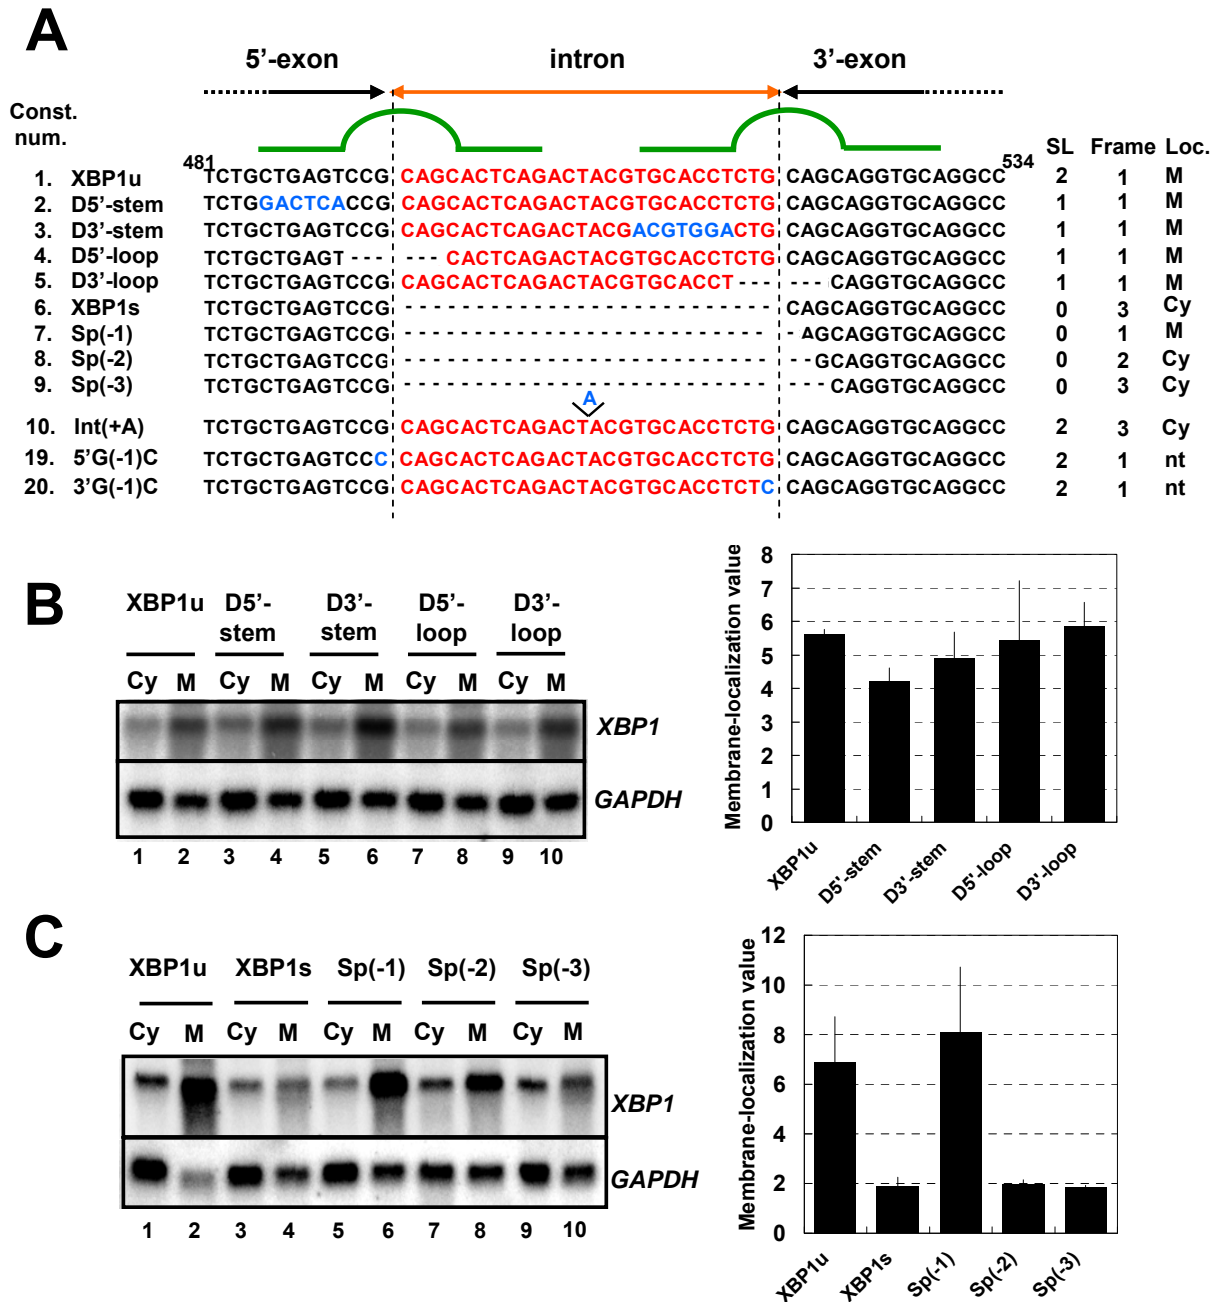 A
5'-exon intron 3'-exon
Const. num.
481 534 SL Frame Loc.
1. XBP1u TCTGCTGAGTCCG CAGCACTCAGACTACGTGCACCTCTG CAGCAGGTGCAGGCC 2 1 M
2. D5'-stem TCTGGACTCACCG CAGCACTCAGACTACGTGCACCTCTG CAGCAGGTGCAGGCC 1 1 M
3. D3'-stem TCTGCTGAGTCCG CAGCACTCAGACTACGACGTGGACTG CAGCAGGTGCAGGCC 1 1 M
4. D5'-loop TCTGCTGAGT --- --- CACTCAGACTACGTGCACCTCTG CAGCAGGTGCAGGCC 1 1 M
5. D3'-loop TCTGCTGAGTCCG CAGCACTCAGACTACGTGCACCT --- --- CAGGTGCAGGCC 1 1 M
6. XBP1s TCTGCTGAGTCCG -------------------------- CAGCAGGTGCAGGCC 0 3 Cy
7. Sp(-1) TCTGCTGAGTCCG -------------------------- - AGCAGGTGCAGGCC 0 1 M
8. Sp(-2) TCTGCTGAGTCCG -------------------------- -- GCAGGTGCAGGCC 0 2 Cy
9. Sp(-3) TCTGCTGAGTCCG -------------------------- --- CAGGTGCAGGCC 0 3 Cy
A
10. Int(+A) TCTGCTGAGTCCG CAGCACTCAGACTACGTGCACCTCTG CAGCAGGTGCAGGCC 2 3 Cy
19. 5'G(-1)C TCTGCTGAGTCCC CAGCACTCAGACTACGTGCACCTCTG CAGCAGGTGCAGGCC 2 1 nt
20. 3'G(-1)C TCTGCTGAGTCCG CAGCACTCAGACTACGTGCACCTCTC CAGCAGGTGCAGGCC 2 1 nt
B
XBP1u D5'-stem D3'-stem D5'-loop D3'-loop
Cy M Cy M Cy M Cy M Cy M
XBP1
GAPDH
1 2 3 4 5 6 7 8 9 10
Membrane-localization value
8
7
6
5
4
3
2
1
0
XBP1u D5'-stem D3'-stem D5'-loop D3'-loop
C
XBP1u XBP1s Sp(-1) Sp(-2) Sp(-3)
Cy M Cy M Cy M Cy M Cy M
XBP1
GAPDH
1 2 3 4 5 6 7 8 9 10
Membrane-localization value
12
10
8
6
4
2
0
XBP1u XBP1s Sp(-1) Sp(-2) Sp(-3)